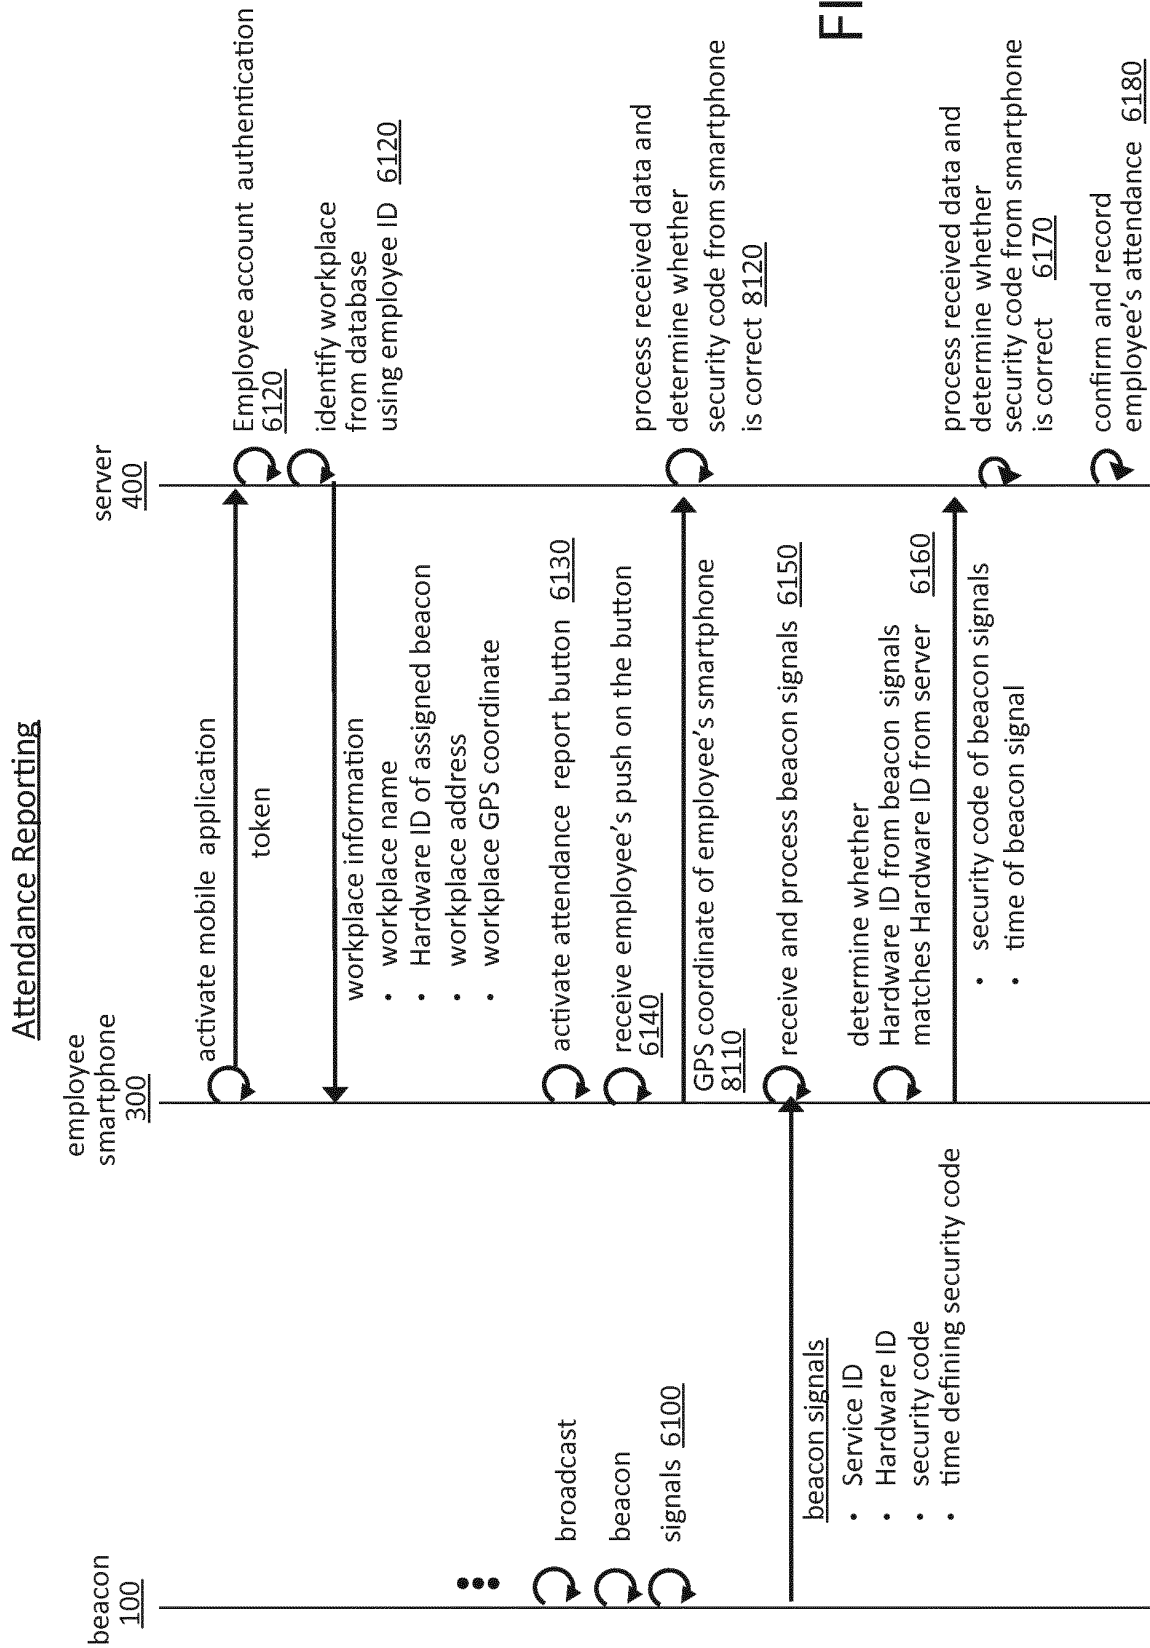 Attendance Reporting
beacon
100
employee
smartphone
300
server
400
activate mobile application
token
Employee account authentication
6120
identify workplace
from database
using employee ID 6120
workplace information
• workplace name
• Hardware ID of assigned beacon
• workplace address
• workplace GPS coordinate
broadcast
beacon
signals 6100
activate attendance report button 6130
receive employee's push on the button
6140
GPS coordinate of employee's smartphone
8110
process received data and
determine whether
security code from smartphone
is correct 8120
beacon signals
• Service ID
• Hardware ID
• security code
• time defining security code
receive and process beacon signals 6150
determine whether
Hardware ID from beacon signals
matches Hardware ID from server 6160
• security code of beacon signals
• time of beacon signal
process received data and
determine whether
security code from smartphone
is correct 6170
confirm and record
employee's attendance 6180